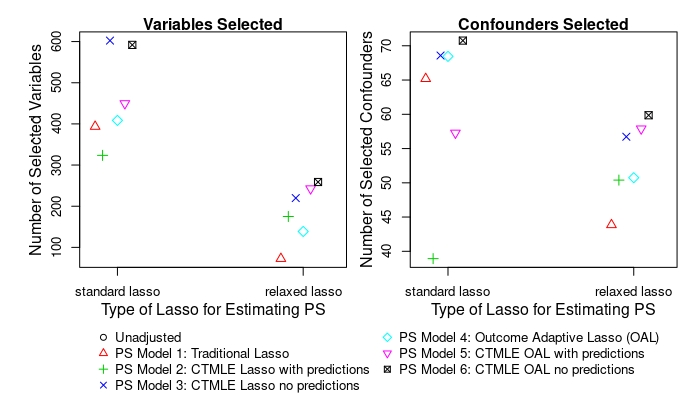 Variables Selected
Confounders Selected
Number of Selected Variables
100
200
300
400
500
600
standard lasso
relaxed lasso
Type of Lasso for Estimating PS
Number of Selected Confounders
40
45
50
55
60
65
70
standard lasso
relaxed lasso
Type of Lasso for Estimating PS
Unadjusted
PS Model 1: Traditional Lasso
PS Model 2: CTMLE Lasso with predictions
PS Model 3: CTMLE Lasso no predictions
PS Model 4: Outcome Adaptive Lasso (OAL)
PS Model 5: CTMLE OAL with predictions
PS Model 6: CTMLE OAL no predictions